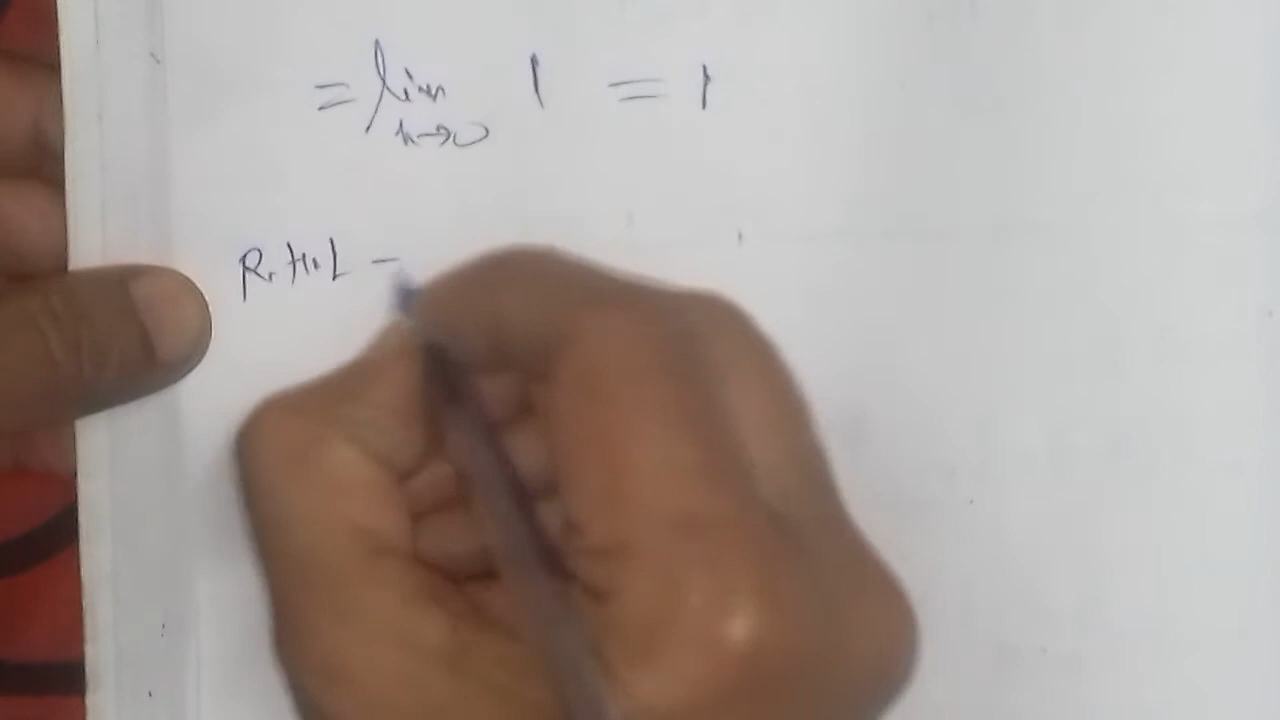 = lim 1 = 1
h→0
R.H.L =